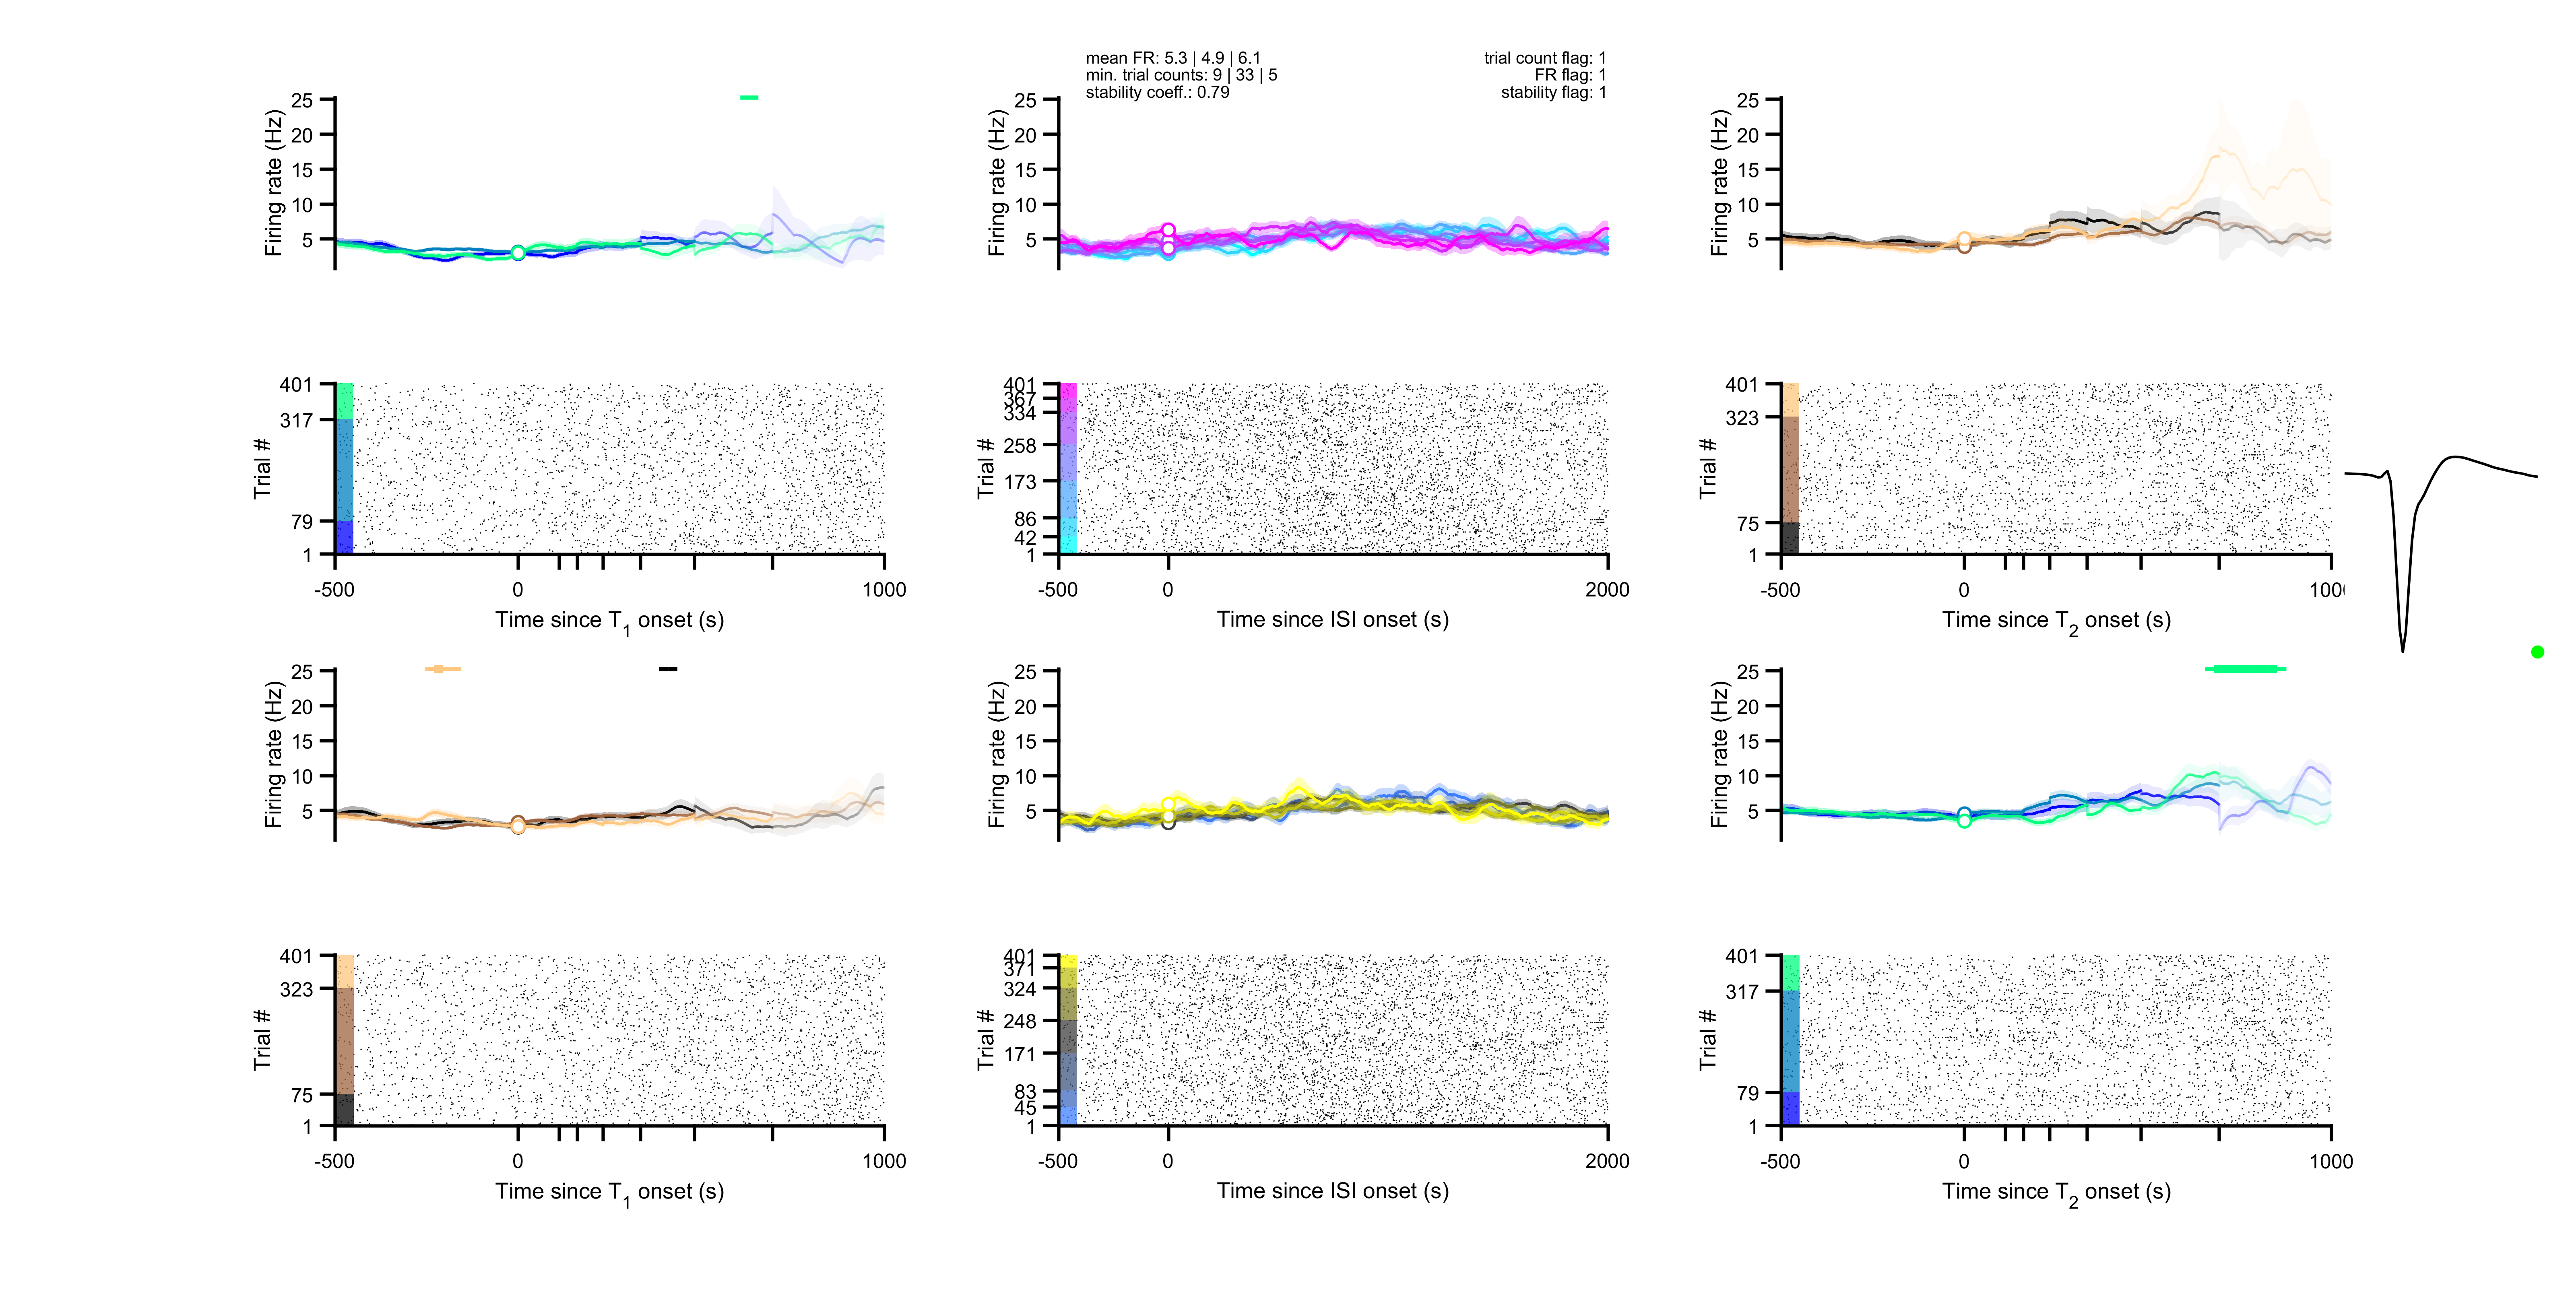 mean FR: 5.3 | 4.9 | 6.1
min. trial counts: 9 | 33 | 5
stability coeff.: 0.79
trial count flag: 1
FR flag: 1
stability flag: 1
Firing rate (Hz)
25
20
15
10
5
Firing rate (Hz)
25
20
15
10
5
Firing rate (Hz)
25
20
15
10
5
Trial #
401
317
79
1
-500 0 1000
Time since T1 onset (s)
Trial #
401
367
334
258
173
86
42
1
-500 0 2000
Time since ISI onset (s)
Trial #
401
323
75
1
-500 0 100
Time since T2 onset (s)
Firing rate (Hz)
25
20
15
10
5
Firing rate (Hz)
25
20
15
10
5
Firing rate (Hz)
25
20
15
10
5
Trial #
401
323
75
1
-500 0 1000
Time since T1 onset (s)
Trial #
401
371
324
248
171
83
45
1
-500 0 2000
Time since ISI onset (s)
Trial #
401
317
79
1
-500 0 1000
Time since T2 onset (s)